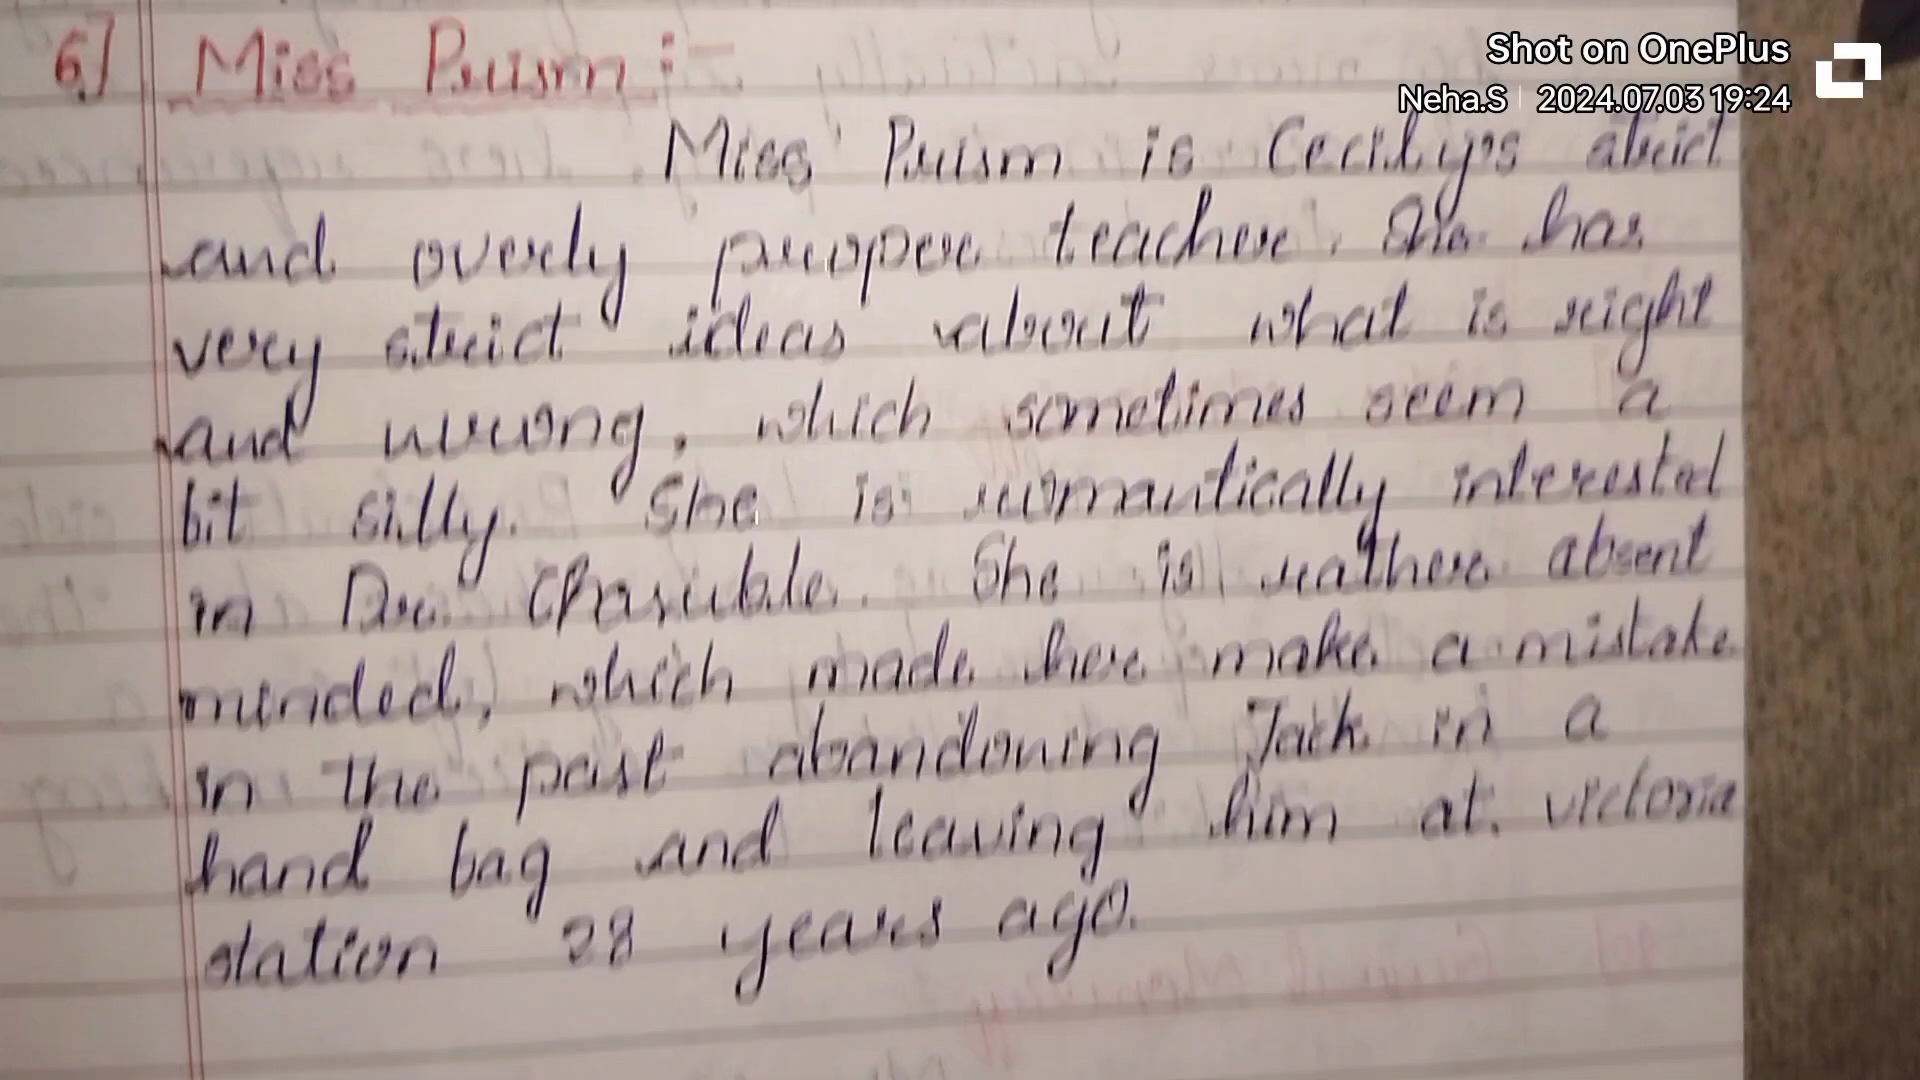 Shot on OnePlus
Neha.S | 2024.07.03 19:24
6] Miss Prism :-
Miss Prism is Cecily's strict
and overly proper teacher. She has
very strict ideas about what is right
and wrong, which sometimes seem a
bit silly. She is romantically interested
in Dr. Chasuble. She is rather absent
minded, which made her make a mistake
in the past abandoning Jack in a
hand bag and leaving him at victoria
station 28 years ago.